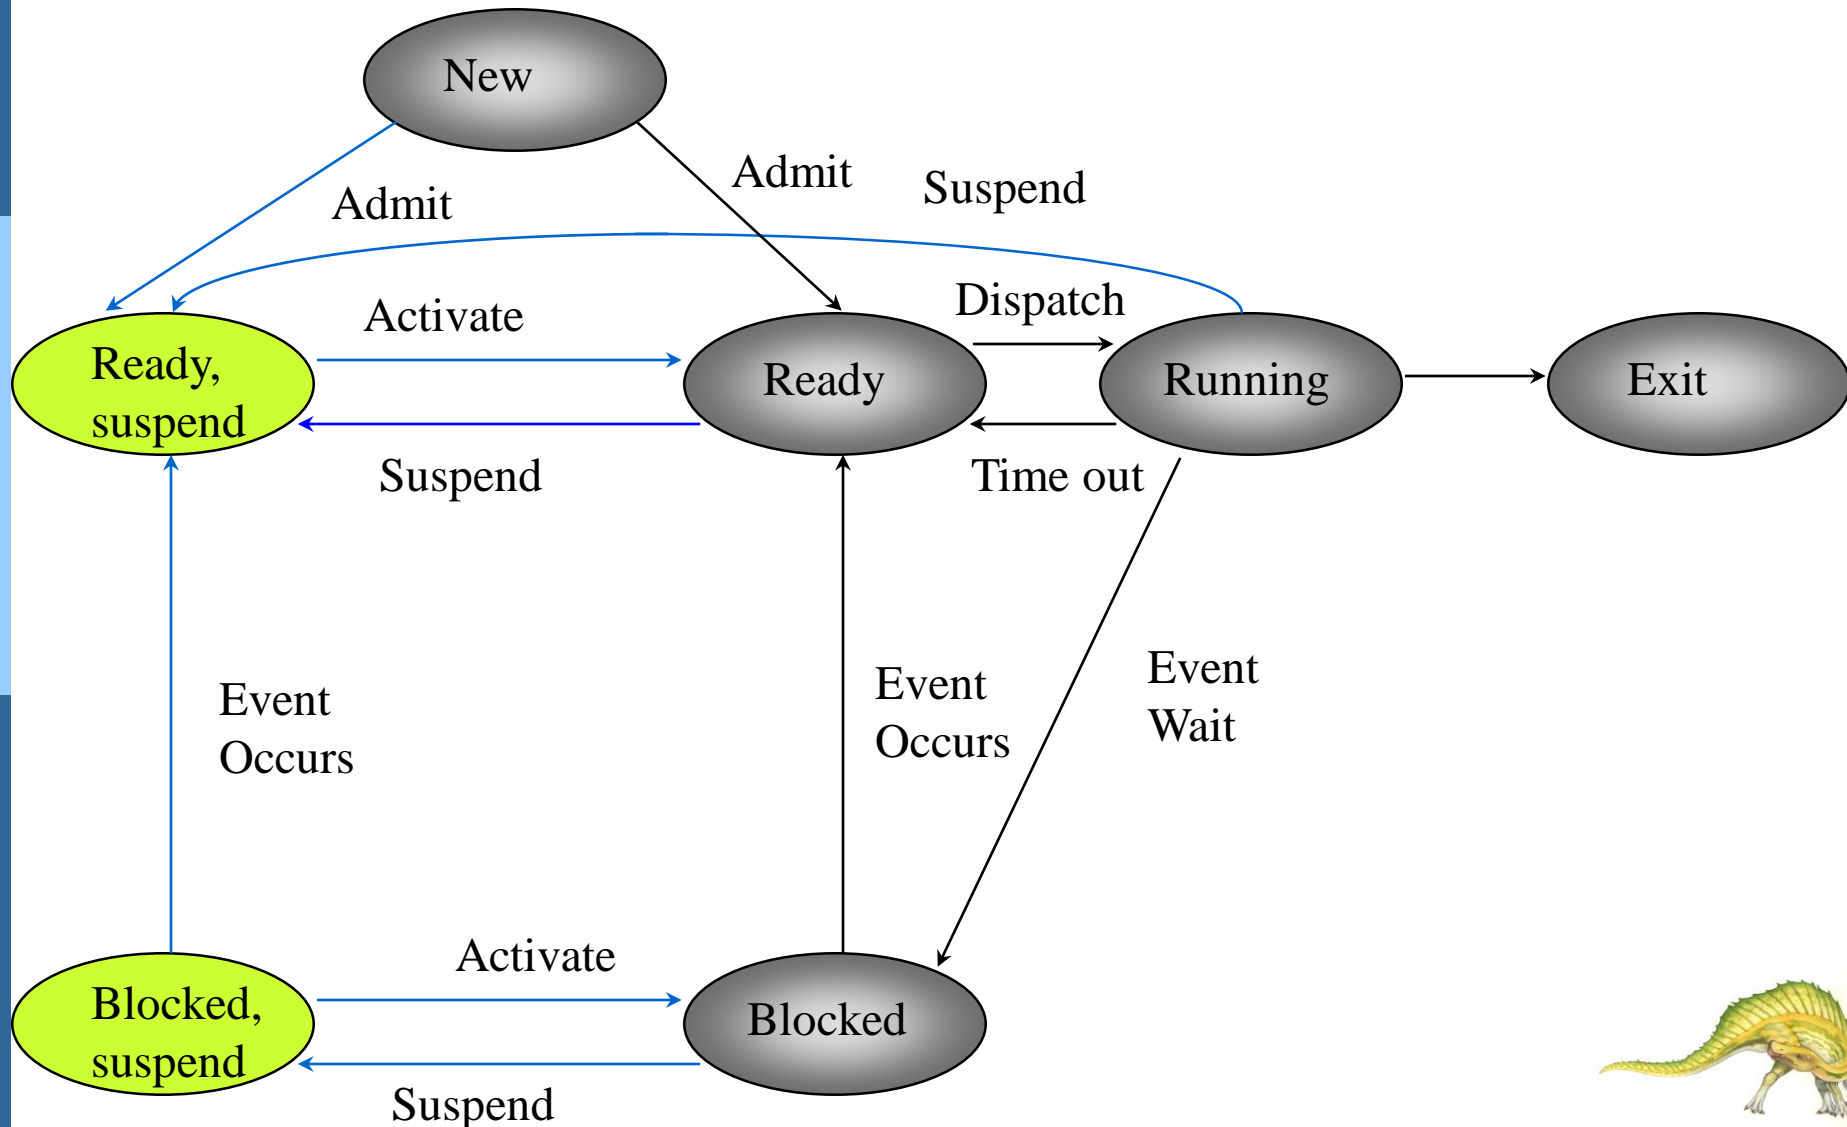 New
Admit
Admit
Suspend
Activate
Dispatch
Ready,
suspend
Ready
Running
Exit
Suspend
Time out
Event
Occurs
Event
Occurs
Event
Wait
Activate
Blocked,
suspend
Blocked
Suspend